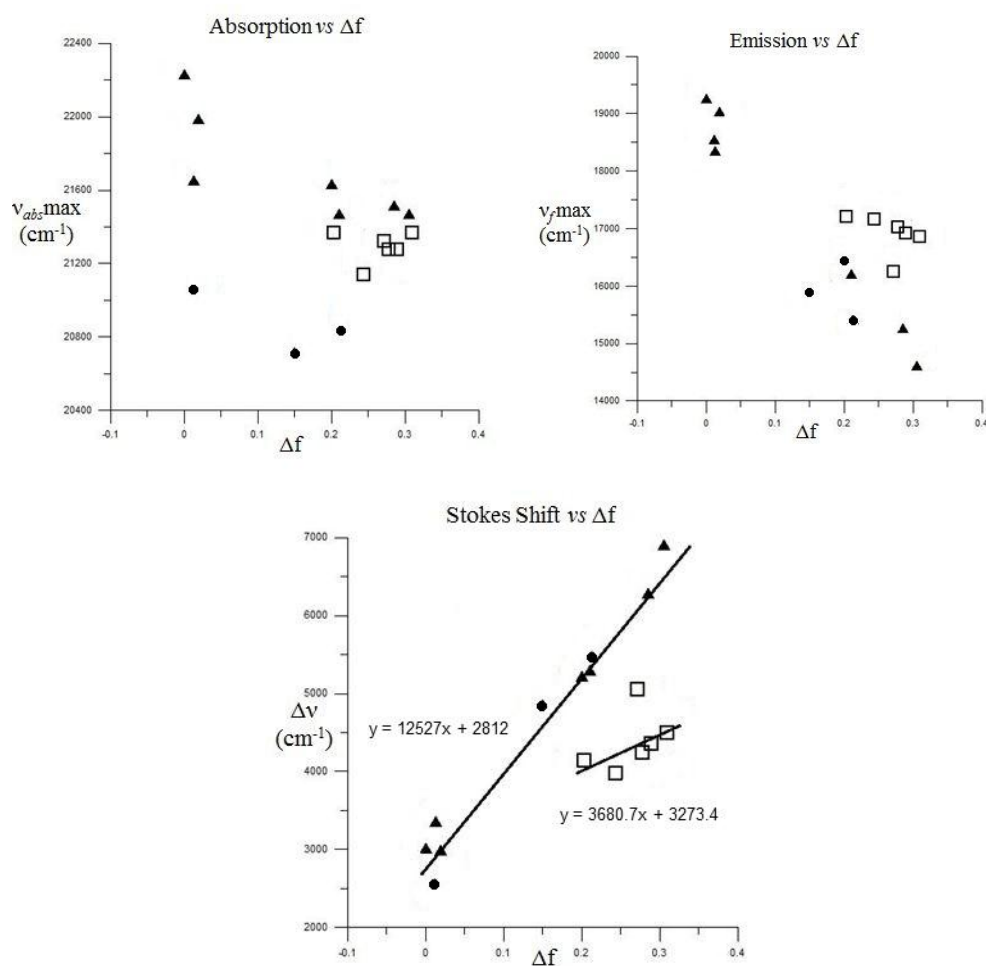 Absorption vs Δf
22400
22000
21600
21200
20800
20400
νabsmax
(cm-1)
-0.1 0 0.1 0.2 0.3 0.4
Δf
Emission vs Δf
20000
19000
18000
17000
16000
15000
14000
νfmax
(cm-1)
-0.1 0 0.1 0.2 0.3 0.4
Δf
Stokes Shift vs Δf
7000
6000
5000
4000
3000
2000
Δν
(cm-1)
y = 12527x + 2812
y = 3680.7x + 3273.4
-0.1 0 0.1 0.2 0.3 0.4
Δf